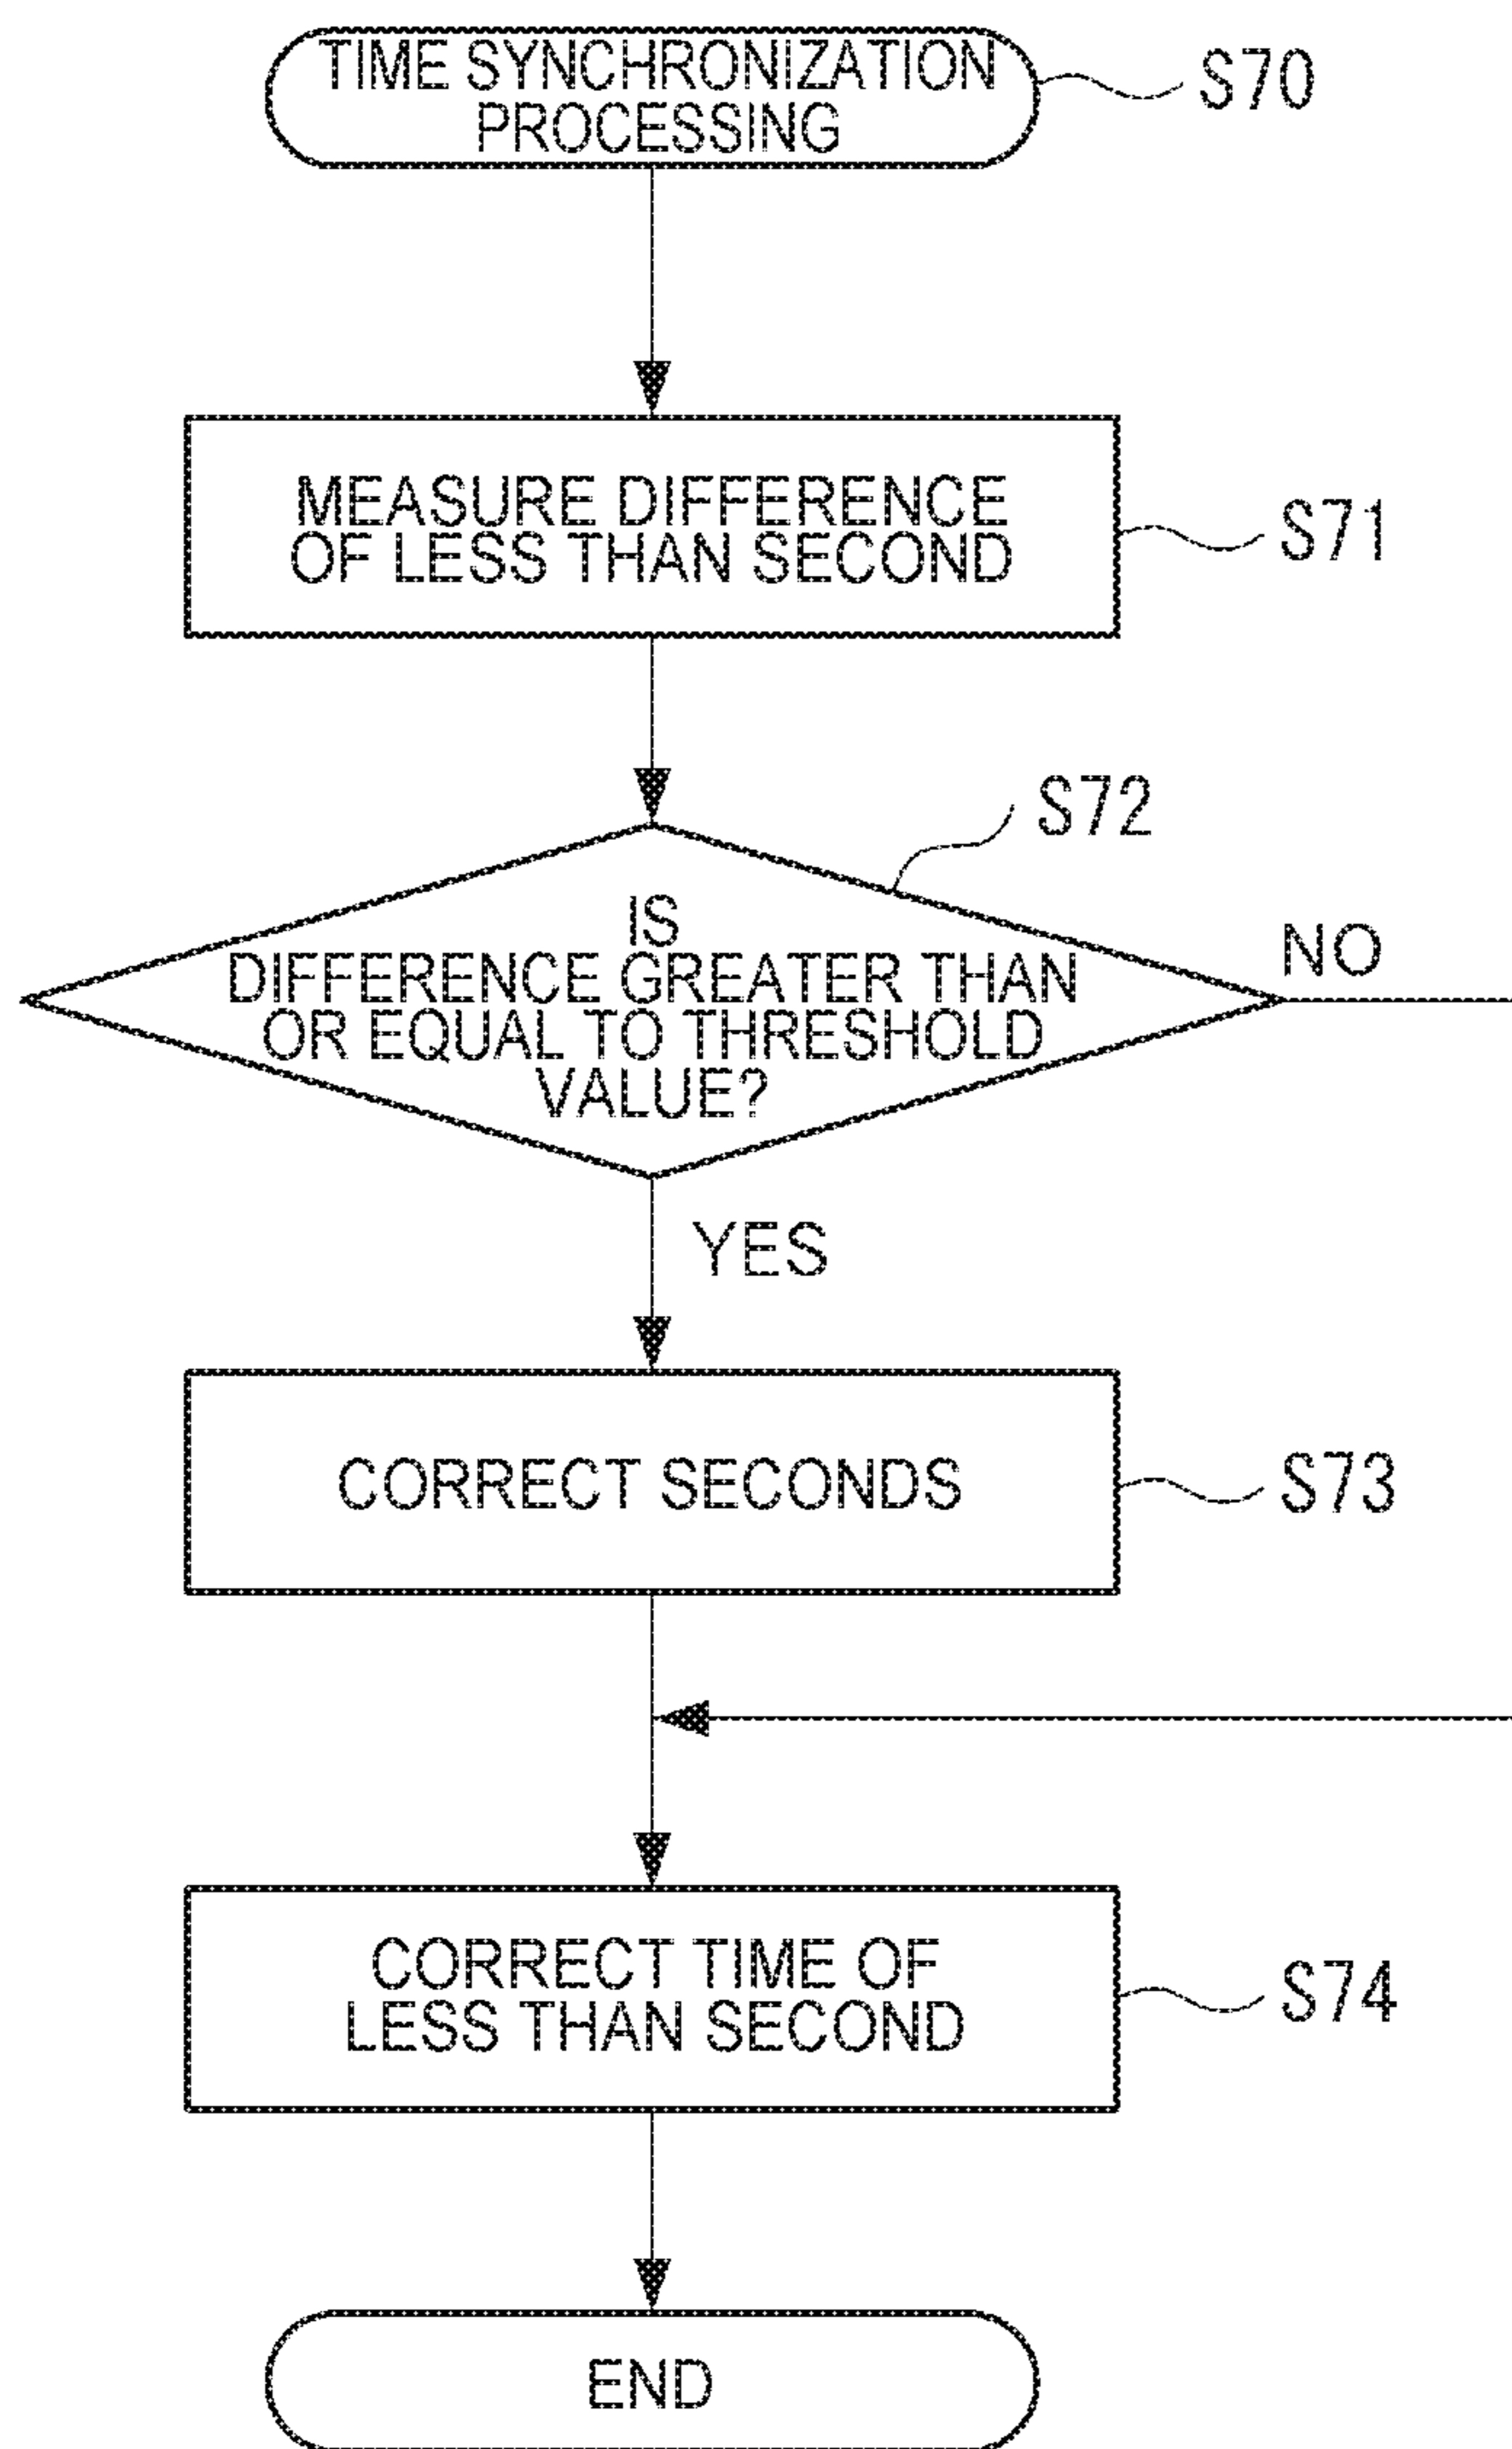 TIME SYNCHRONIZATION
PROCESSING
S70
MEASURE DIFFERENCE
OF LESS THAN SECOND
S71
S72
IS
DIFFERENCE GREATER THAN
OR EQUAL TO THRESHOLD
VALUE?
NO
YES
CORRECT SECONDS
S73
CORRECT TIME OF
LESS THAN SECOND
S74
END